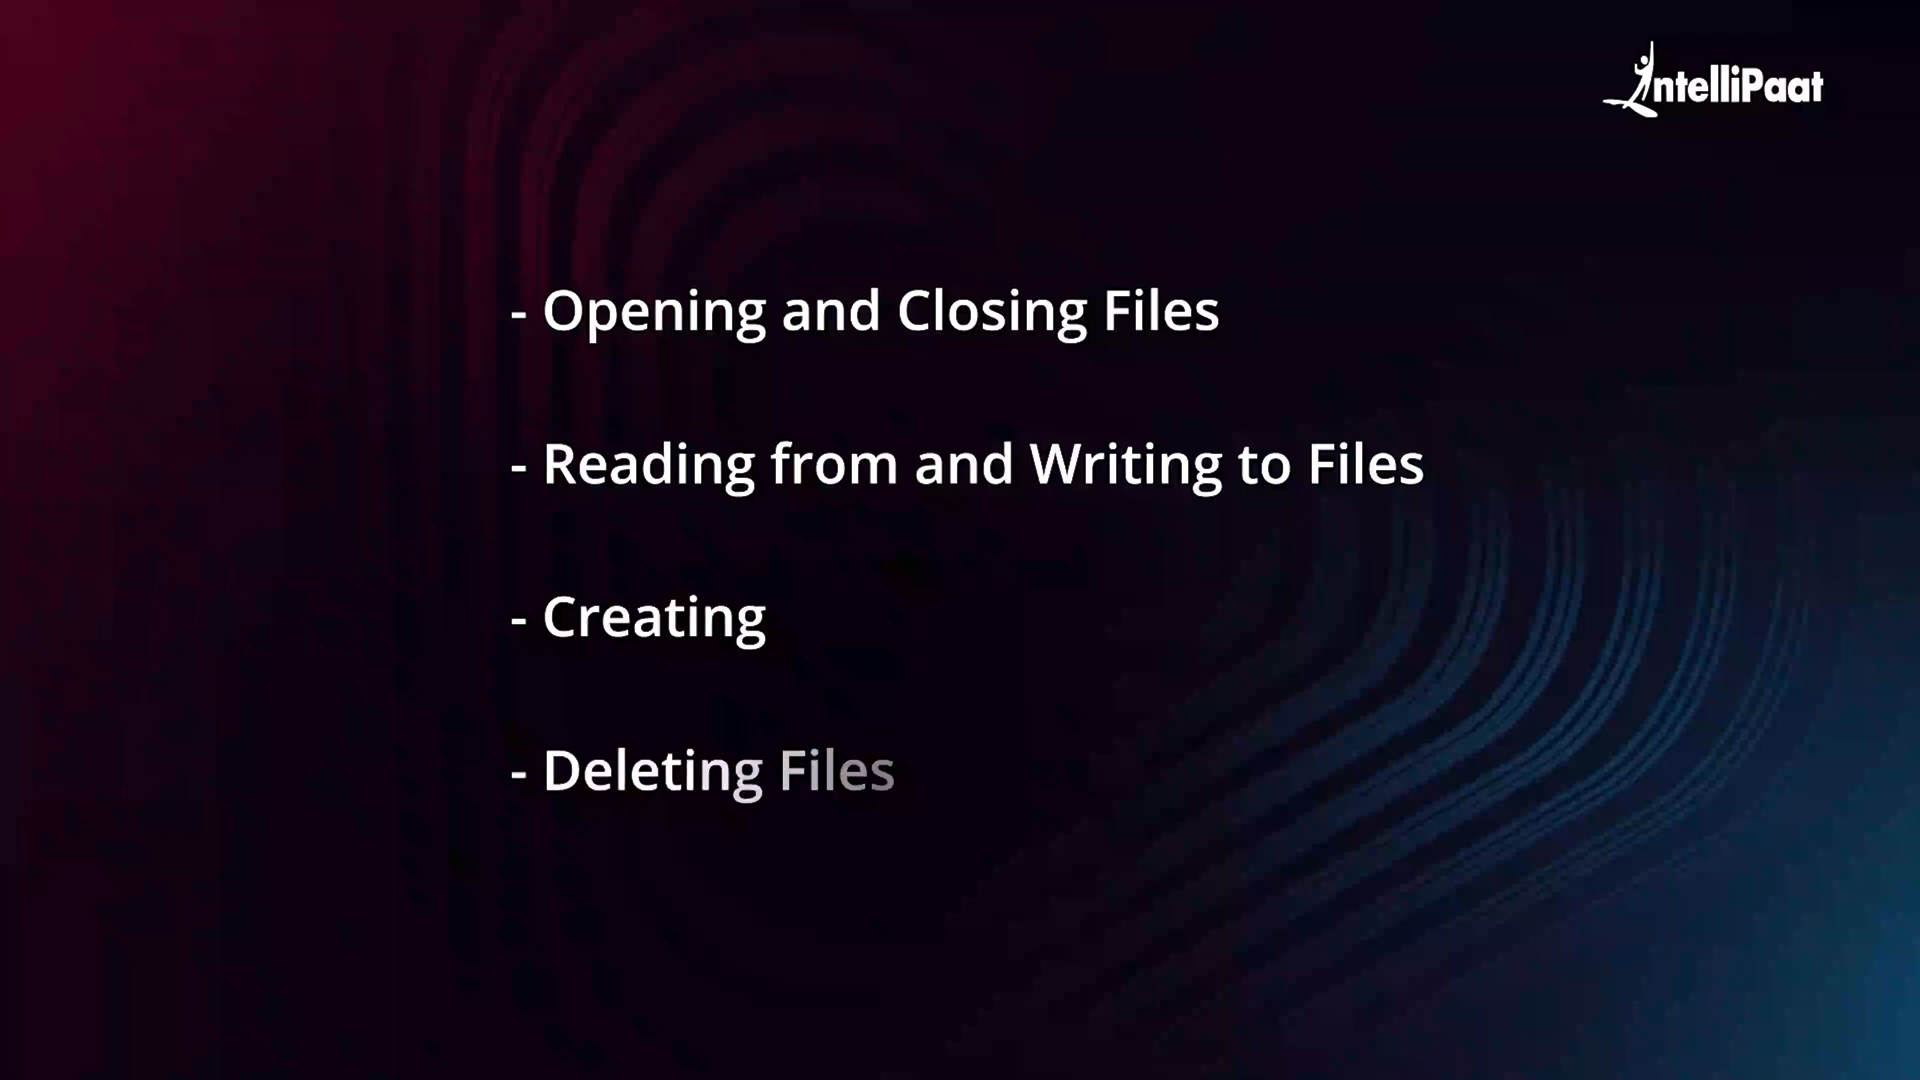 IntelliPaat
- Opening and Closing Files
- Reading from and Writing to Files
- Creating
- Deleting Files